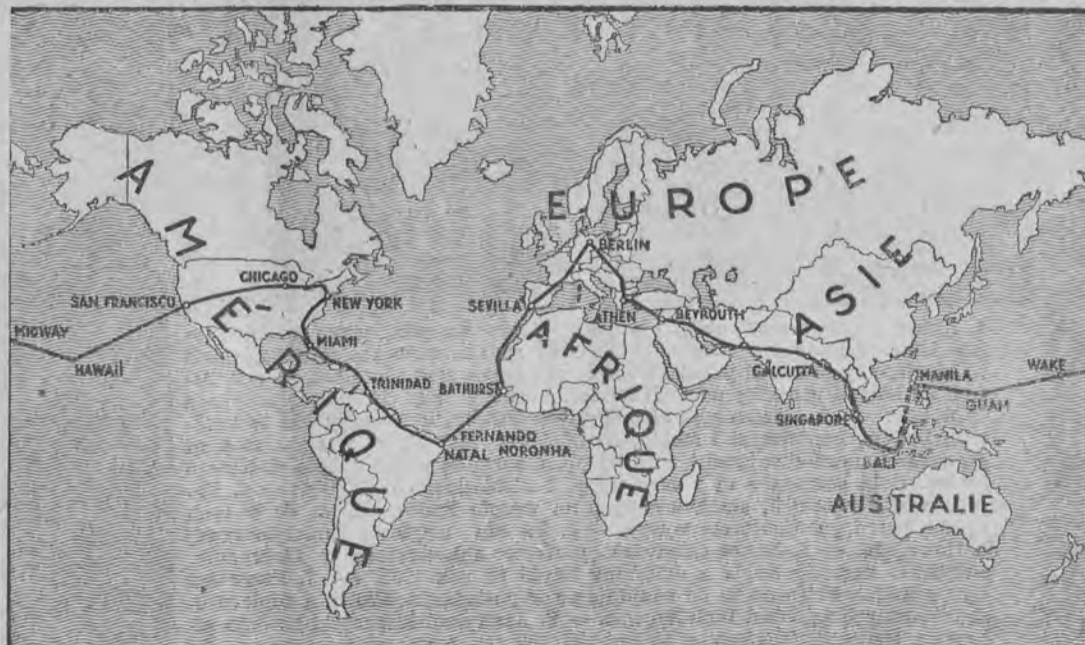 AMÉRIQUE
EUROPE
ASIE
AFRIQUE
AUSTRALIE
BERLIN
CHICAGO
SAN FRANCISCO
NEW YORK
SEVILLA
ATHEN
BEYROUTH
MIGWAY
MIAMI
HAWAII
CALCUTTA
MANILA
WAKE
TRINIDAD
BATHURST
GUAM
SINGAPORE
FERNANDO
NORONHA
NATAL
BALI